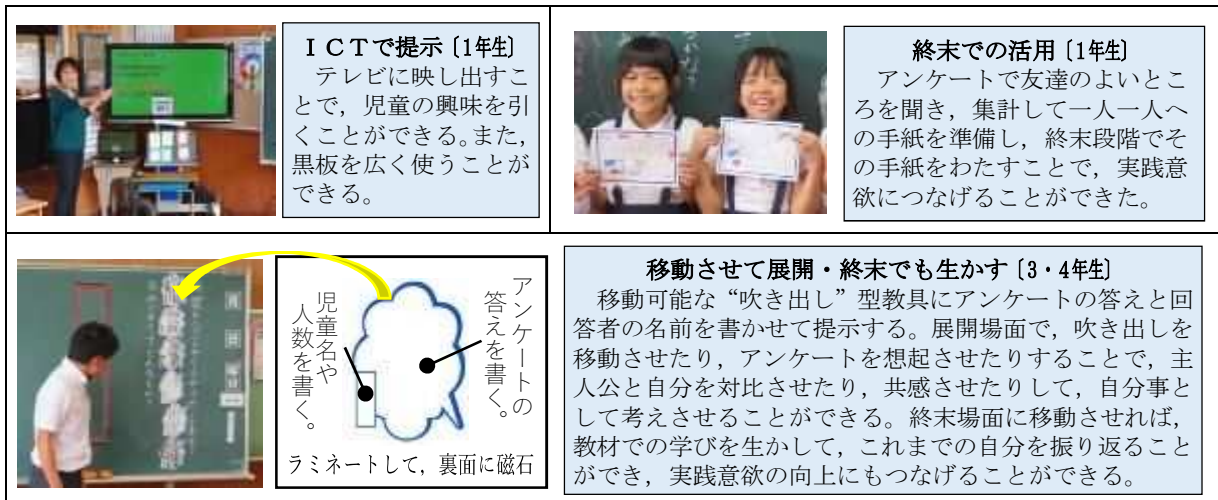 ＩＣＴで提示〔1年生〕
テレビに映し出すこ
とで，児童の興味を引
くことができる。また，
黒板を広く使うことが
できる。
終末での活用〔1年生〕
アンケートで友達のよいとこ
ろを聞き，集計して一人一人へ
の手紙を準備し，終末段階でそ
の手紙をわたすことで，実践意
欲につなげることができた。
アンケートの
答えを書く。
児童名や
人数を書く。
ラミネートして，裏面に磁石
移動させて展開・終末でも生かす〔3・4年生〕
移動可能な“吹き出し”型教具にアンケートの答えと回
答者の名前を書かせて提示する。展開場面で，吹き出しを
移動させたり，アンケートを想起させたりすることで，主
人公と自分を対比させたり，共感させたりして，自分事と
して考えさせることができる。終末場面に移動させれば，
教材での学びを生かして，これまでの自分を振り返ること
ができ，実践意欲の向上にもつなげることができる。